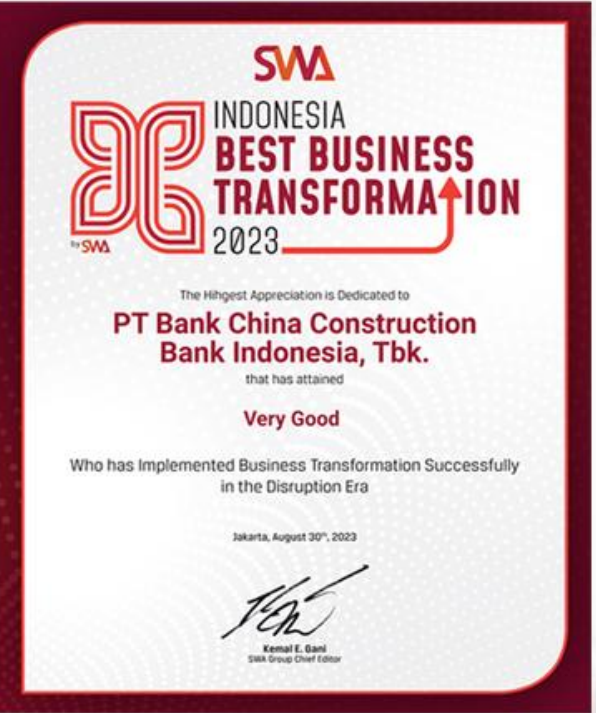 SWA
INDONESIA
BEST BUSINESS
TRANSFORMATION
by SWA
2023
The Hihgest Appreciation is Dedicated to
PT Bank China Construction
Bank Indonesia, Tbk.
that has attained
Very Good
Who has Implemented Business Transformation Successfully
in the Disruption Era
Jakarta, August 30th, 2023
Kemal E. Gani
SWA Group Chief Editor